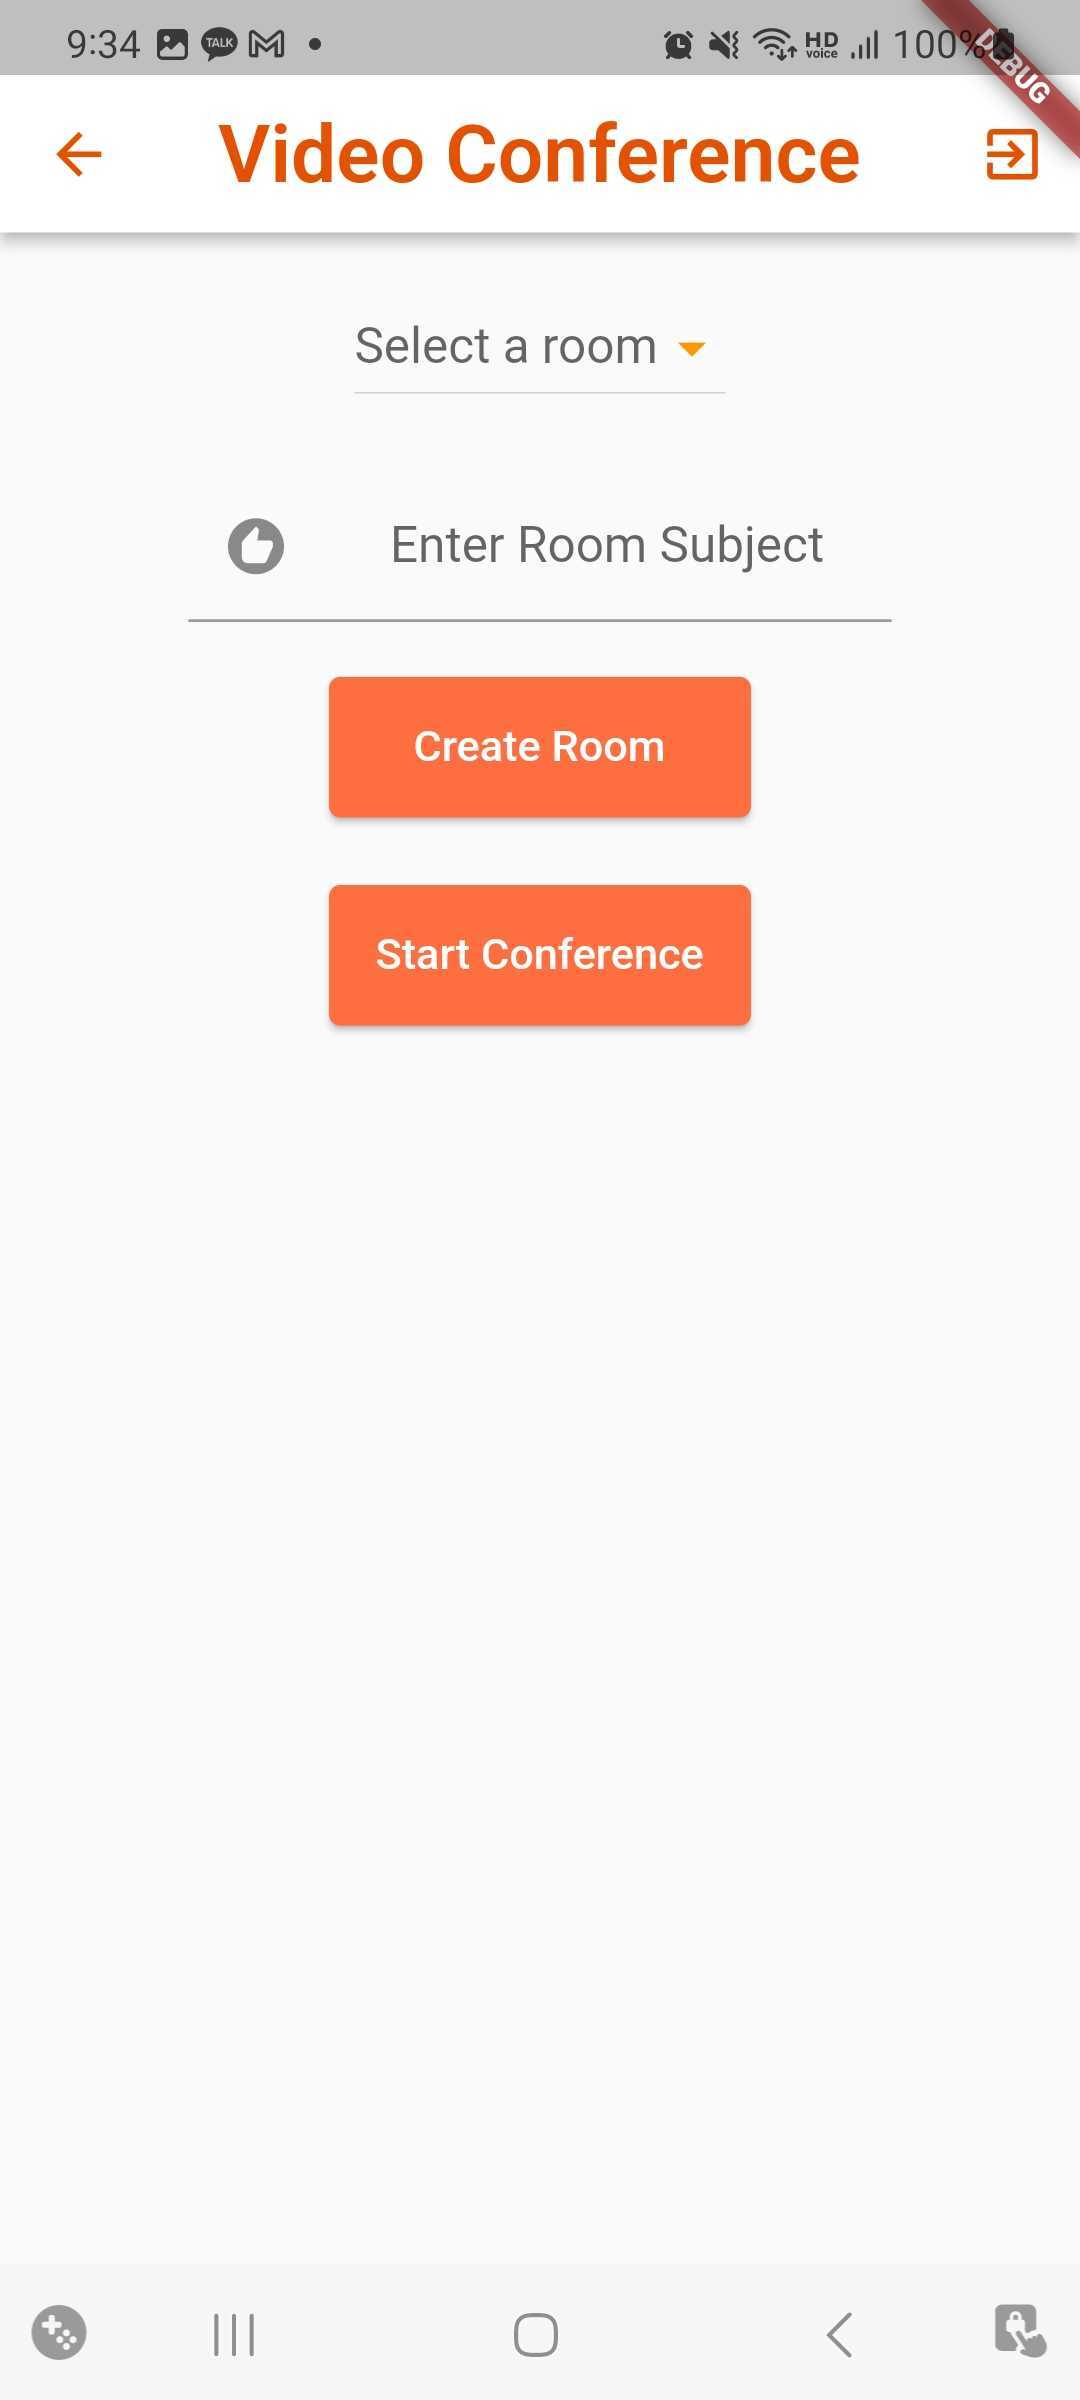 9:34 TALK HD voice 100%
DEBUG
Video Conference
Select a room
Enter Room Subject
Create Room
Start Conference